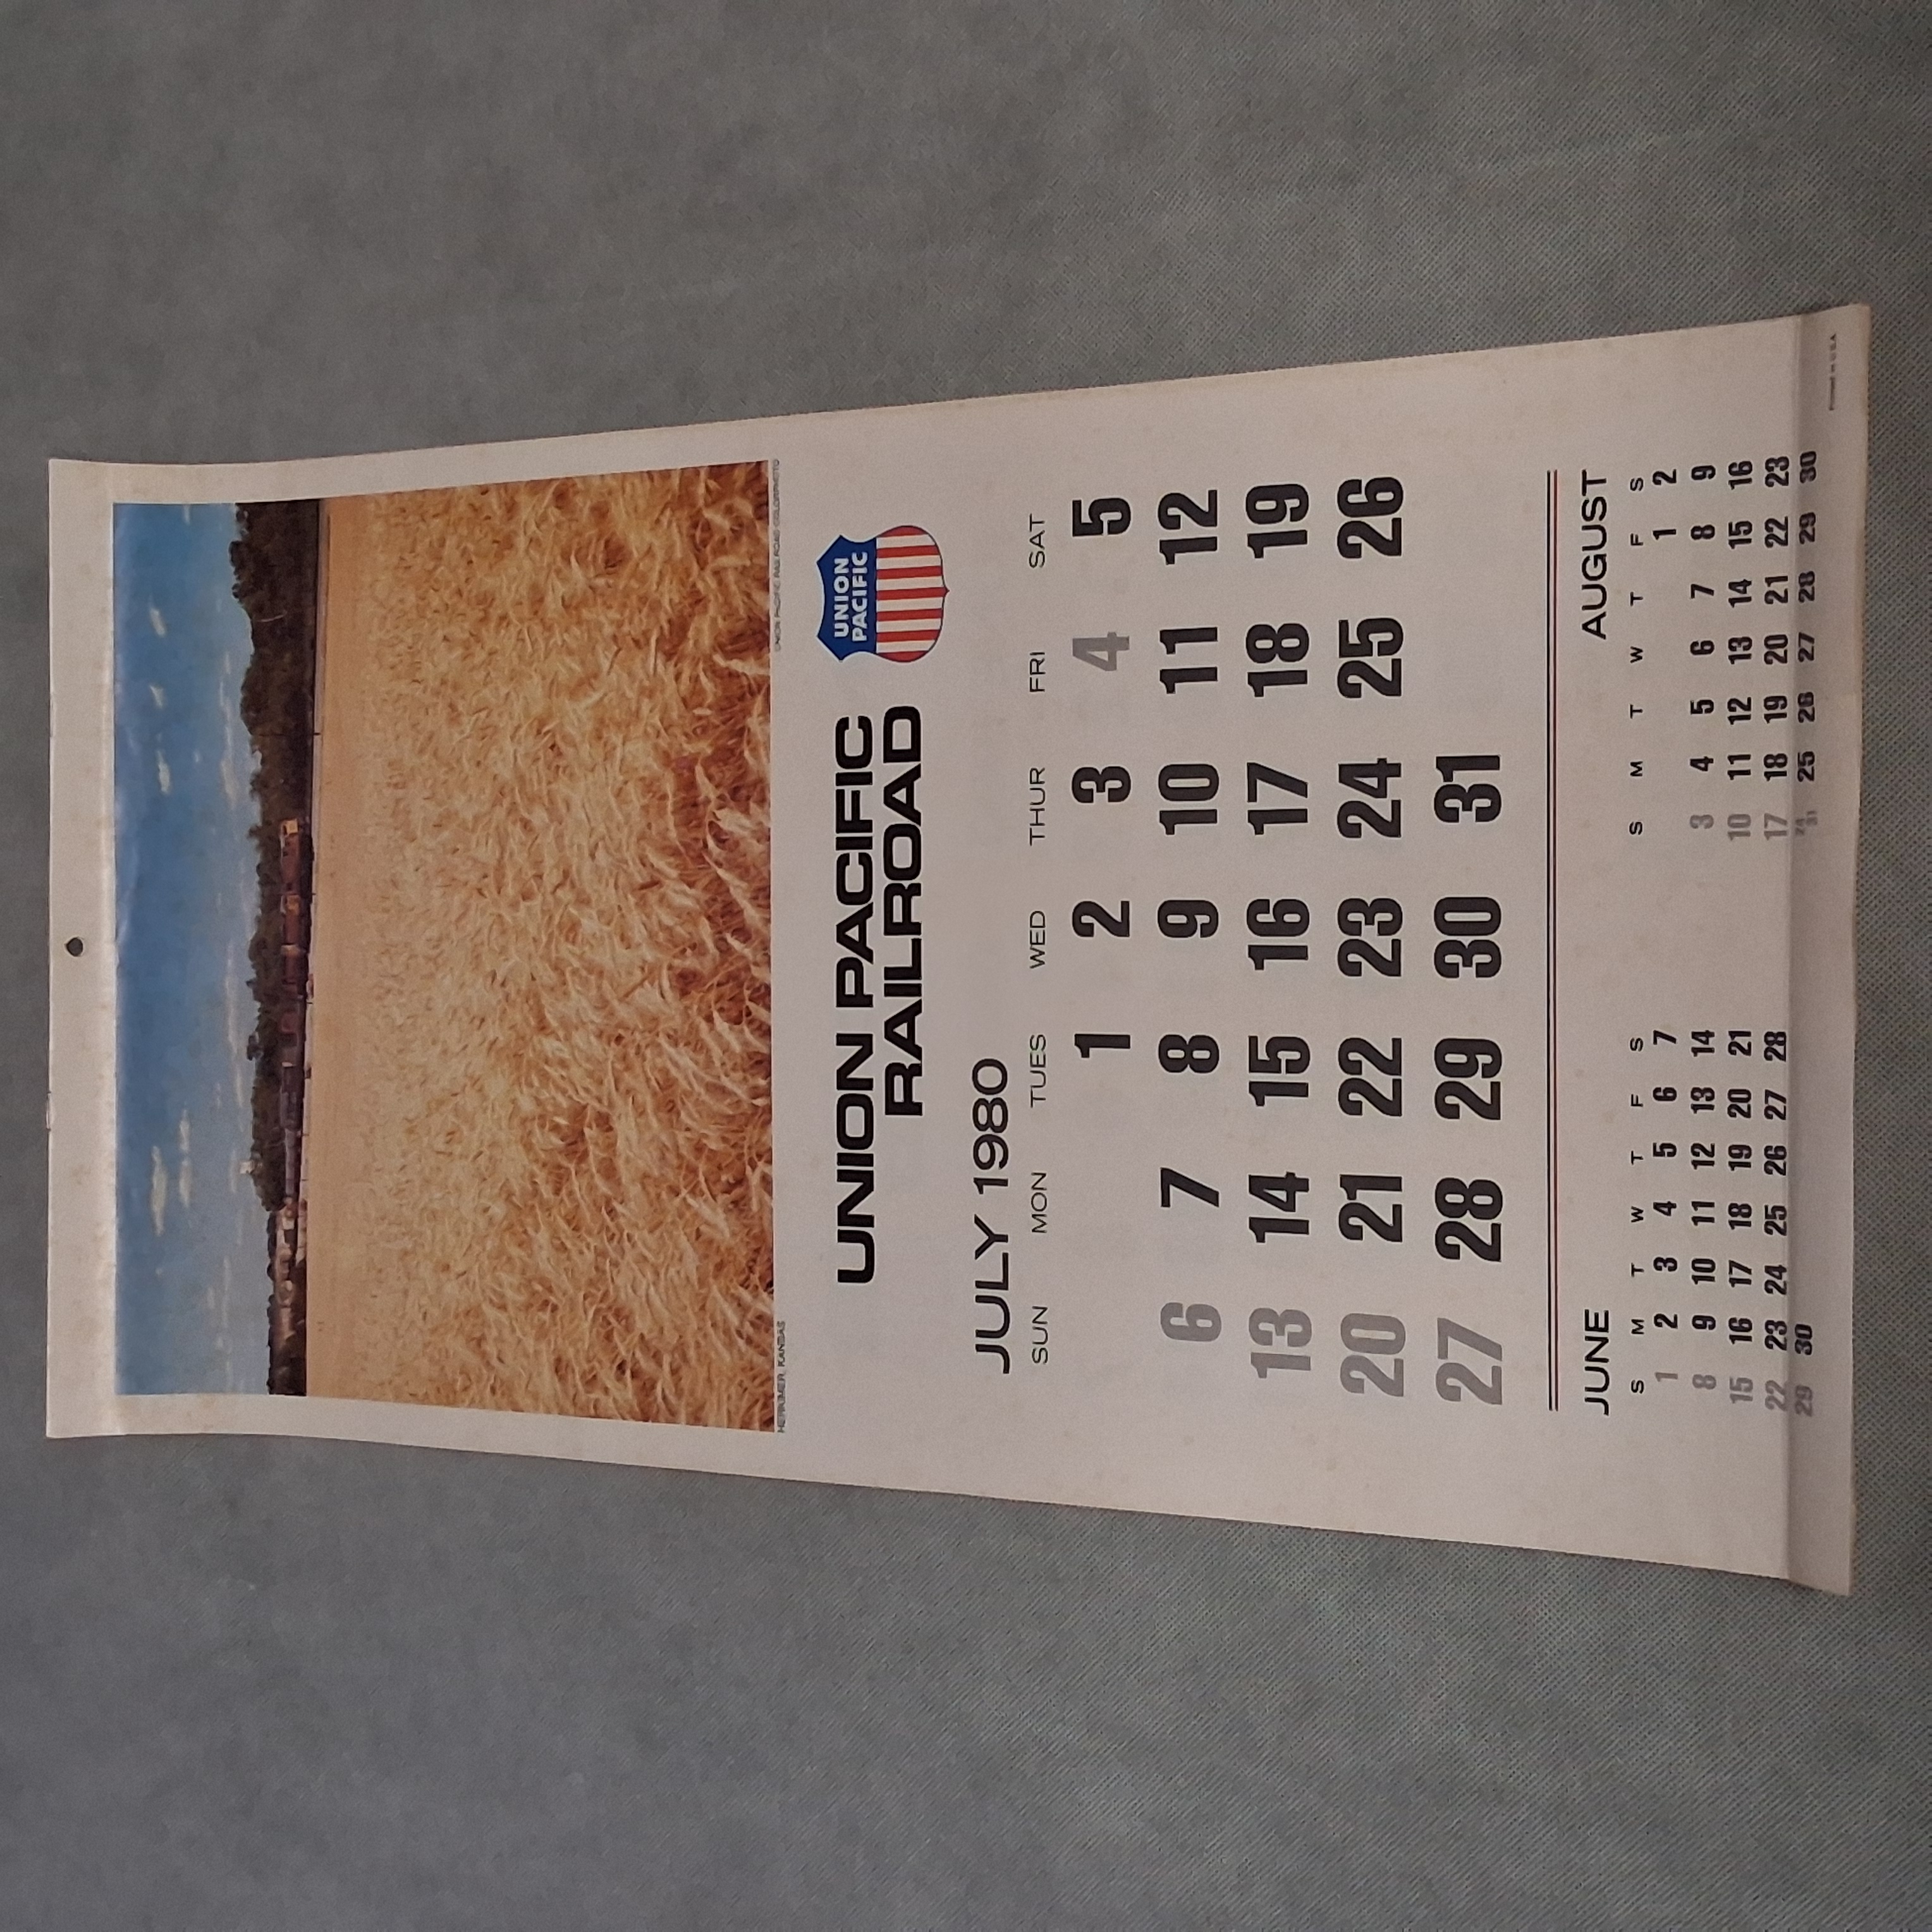 UNION PACIFIC RAILROAD COLORPHOTO
UNION PACIFIC
RAILROAD
UNION
PACIFIC
JULY 1980
SUN MON TUES WED THUR FRI SAT
1 2 3 4 5
6 7 8 9 10 11 12
13 14 15 16 17 18 19
20 21 22 23 24 25 26
27 28 29 30 31
JUNE
S M T W T F S
1 2 3 4 5 6 7
8 9 10 11 12 13 14
15 16 17 18 19 20 21
22 23 24 25 26 27 28
29 30
AUGUST
S M T W T F S
1 2
3 4 5 6 7 8 9
10 11 12 13 14 15 16
17 18 19 20 21 22 23
24 25 26 27 28 29 30
31
Printed in U.S.A.